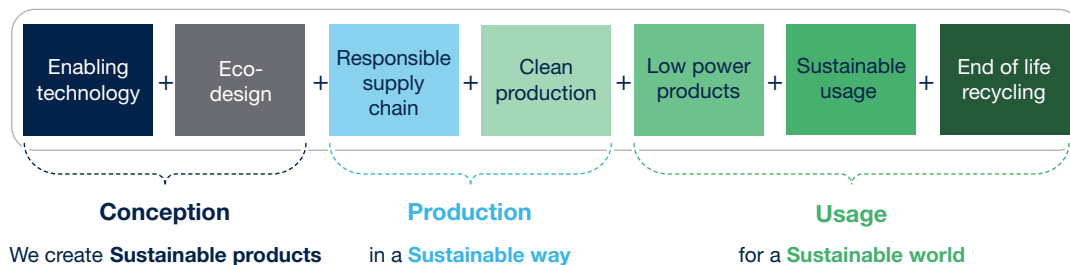 Enabling
technology
+
Eco-
design
+
Responsible
supply
chain
+
Clean
production
+
Low power
products
+
Sustainable
usage
+
End of life
recycling
Conception
Production
Usage
We create Sustainable products
in a Sustainable way
for a Sustainable world